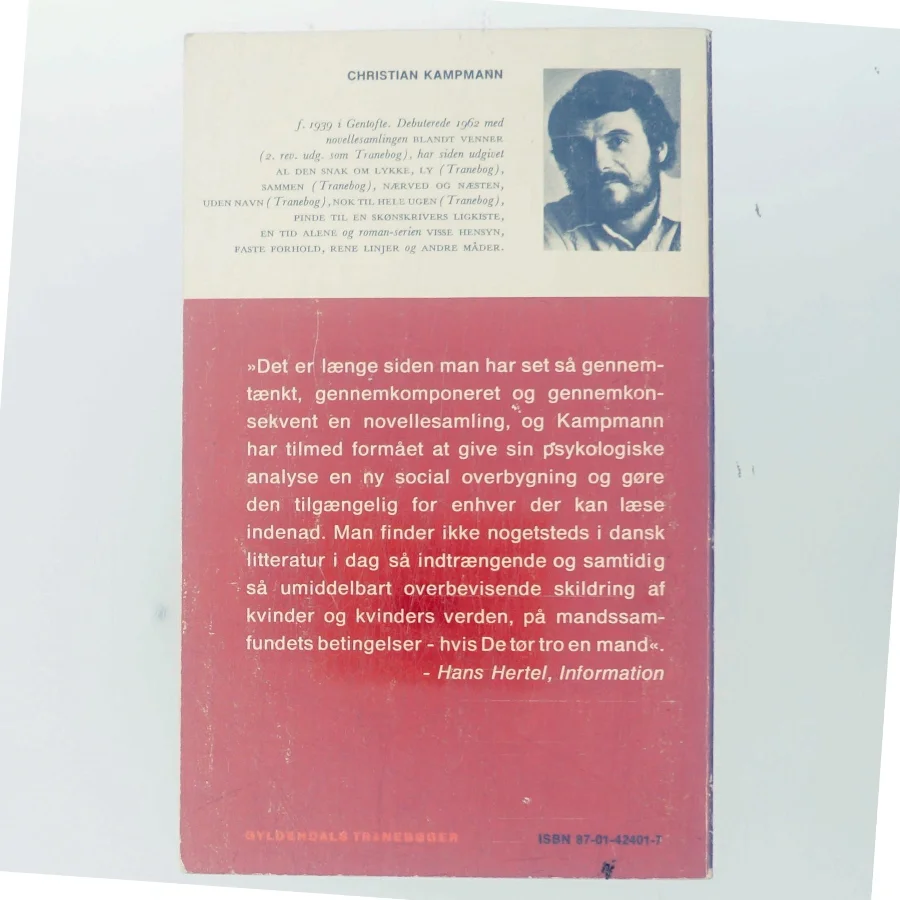 CHRISTIAN KAMPMANN
f. 1939 i Gentofte. Debuterede 1962 med
novellesamlingen BLANDT VENNER
(2. rev. udg. som Tranebog), har siden udgivet
AL DEN SNAK OM LYKKE, LY (Tranebog),
SAMMEN (Tranebog), NÆRVED OG NÆSTEN,
UDEN NAVN (Tranebog), NOK TIL HELE UGEN (Tranebog),
PINDE TIL EN SKØNSKRIVERS LIGKISTE,
EN TID ALENE og roman-serien VISSE HENSYN,
FASTE FORHOLD, RENE LINJER og ANDRE MÅDER.
»Det er længe siden man har set så gennem-
tænkt, gennemkomponeret og gennemkon-
sekvent en novellesamling, og Kampmann
har tilmed formået at give sin psykologiske
analyse en ny social overbygning og gøre
den tilgængelig for enhver der kan læse
indenad. Man finder ikke nogetsteds i dansk
litteratur i dag så indtrængende og samtidig
så umiddelbart overbevisende skildring af
kvinder og kvinders verden, på mandssam-
fundets betingelser - hvis De tør tro en mand«.
- Hans Hertel, Information
GYLDENDALS TRANEBØGER
ISBN 87-01-42401-7